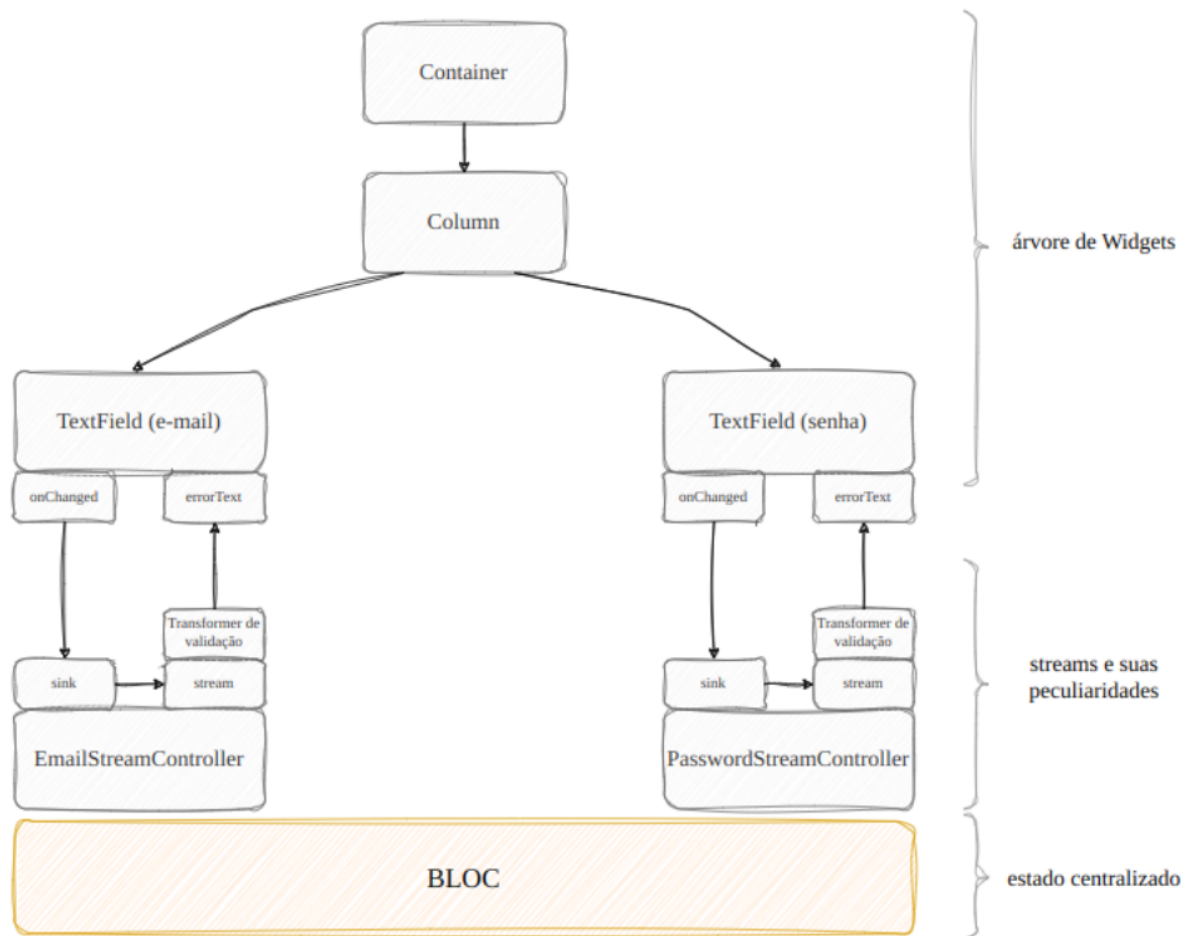 Container
Column
árvore de Widgets
TextField (e-mail)
TextField (senha)
onChanged
errorText
onChanged
errorText
Transformer de
validação
Transformer de
validação
sink
stream
sink
stream
streams e suas
peculiaridades
EmailStreamController
PasswordStreamController
BLOC
estado centralizado